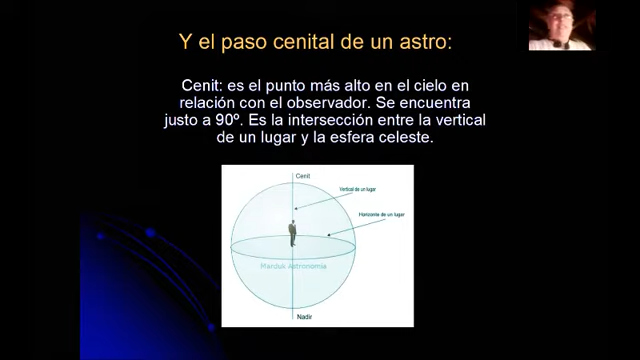 Y el paso cenital de un astro:
Cenit: es el punto más alto en el cielo en
relación con el observador. Se encuentra
justo a 90º. Es la intersección entre la vertical
de un lugar y la esfera celeste.
Cenit
Vertical de un lugar
Horizonte de un lugar
Marduk Astronomía
Nadir